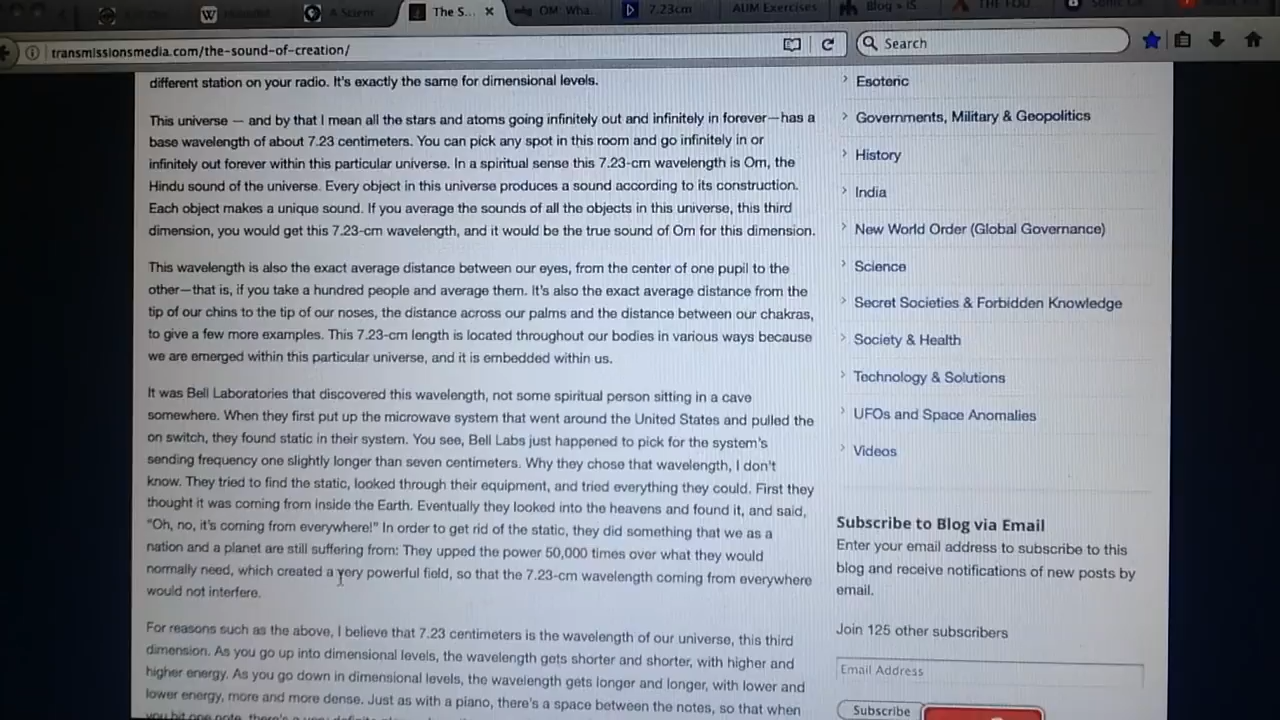 A Scient
The S...
OM: Wha...
7.23cm
AUM Exercises
Blog » IS
THE FOU
transmissionsmedia.com/the-sound-of-creation/
Search
different station on your radio. It's exactly the same for dimensional levels.
This universe — and by that I mean all the stars and atoms going infinitely out and infinitely in forever—has a
base wavelength of about 7.23 centimeters. You can pick any spot in this room and go infinitely in or
infinitely out forever within this particular universe. In a spiritual sense this 7.23-cm wavelength is Om, the
Hindu sound of the universe. Every object in this universe produces a sound according to its construction.
Each object makes a unique sound. If you average the sounds of all the objects in this universe, this third
dimension, you would get this 7.23-cm wavelength, and it would be the true sound of Om for this dimension.
This wavelength is also the exact average distance between our eyes, from the center of one pupil to the
other—that is, if you take a hundred people and average them. It's also the exact average distance from the
tip of our chins to the tip of our noses, the distance across our palms and the distance between our chakras,
to give a few more examples. This 7.23-cm length is located throughout our bodies in various ways because
we are emerged within this particular universe, and it is embedded within us.
It was Bell Laboratories that discovered this wavelength, not some spiritual person sitting in a cave
somewhere. When they first put up the microwave system that went around the United States and pulled the
on switch, they found static in their system. You see, Bell Labs just happened to pick for the system's
sending frequency one slightly longer than seven centimeters. Why they chose that wavelength, I don't
know. They tried to find the static, looked through their equipment, and tried everything they could. First they
thought it was coming from inside the Earth. Eventually they looked into the heavens and found it, and said,
"Oh, no, it's coming from everywhere!" In order to get rid of the static, they did something that we as a
nation and a planet are still suffering from: They upped the power 50,000 times over what they would
normally need, which created a very powerful field, so that the 7.23-cm wavelength coming from everywhere
would not interfere.
For reasons such as the above, I believe that 7.23 centimeters is the wavelength of our universe, this third
dimension. As you go up into dimensional levels, the wavelength gets shorter and shorter, with higher and
higher energy. As you go down in dimensional levels, the wavelength gets longer and longer, with lower and
lower energy, more and more dense. Just as with a piano, there's a space between the notes, so that when
you hit one note, there's a very definite
Esoteric
Governments, Military & Geopolitics
History
India
New World Order (Global Governance)
Science
Secret Societies & Forbidden Knowledge
Society & Health
Technology & Solutions
UFOs and Space Anomalies
Videos
Subscribe to Blog via Email
Enter your email address to subscribe to this
blog and receive notifications of new posts by
email.
Join 125 other subscribers
Email Address
Subscribe